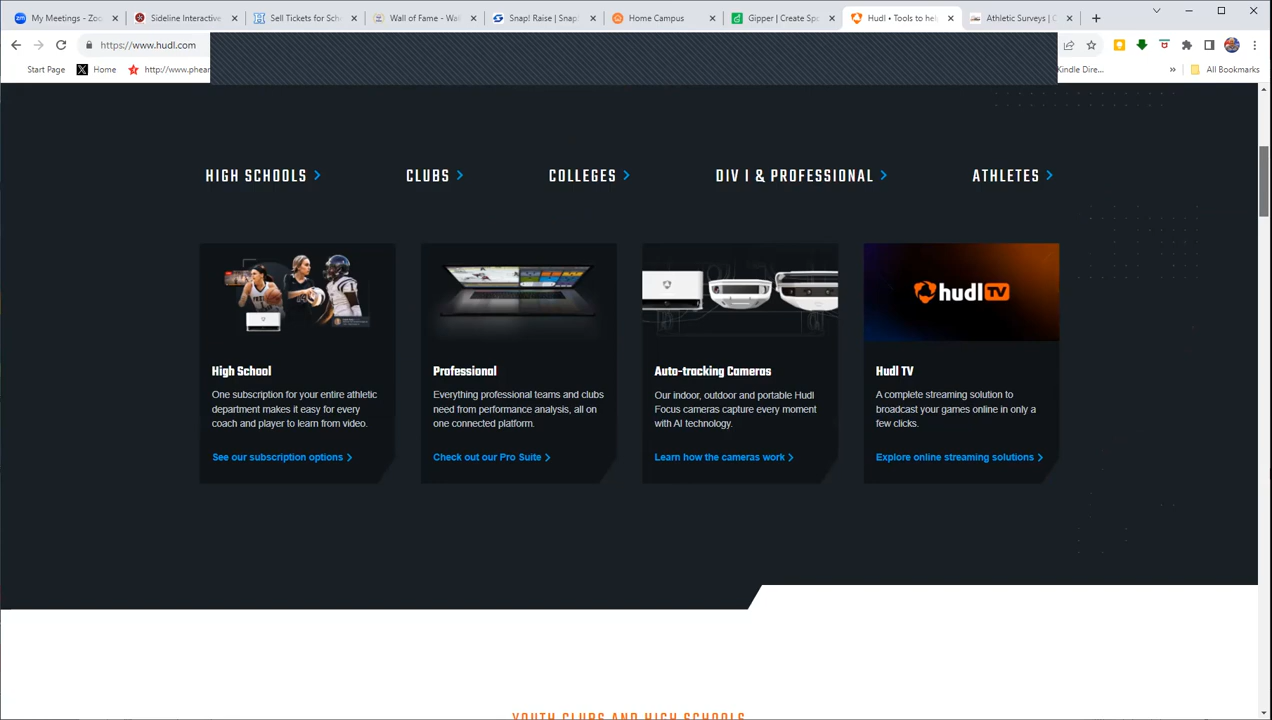 My Meetings - Zoo
Sideline Interactive
Sell Tickets for Scho
Wall of Fame - Wal
Snap! Raise | Snap!
Home Campus
Gipper | Create Spo
Hudl • Tools to help
Athletic Surveys | C
https://www.hudl.com
Start Page
Home
http://www.phear
Kindle Dire...
»
All Bookmarks
HIGH SCHOOLS
CLUBS
COLLEGES
DIV I & PROFESSIONAL
ATHLETES
hudl TV
High School
One subscription for your entire athletic
department makes it easy for every
coach and player to learn from video.
See our subscription options
Professional
Everything professional teams and clubs
need from performance analysis, all on
one connected platform.
Check out our Pro Suite
Auto-tracking Cameras
Our indoor, outdoor and portable Hudl
Focus cameras capture every moment
with AI technology.
Learn how the cameras work
Hudl TV
A complete streaming solution to
broadcast your games online in only a
few clicks.
Explore online streaming solutions
YOUTH CLUBS AND HIGH SCHOOLS